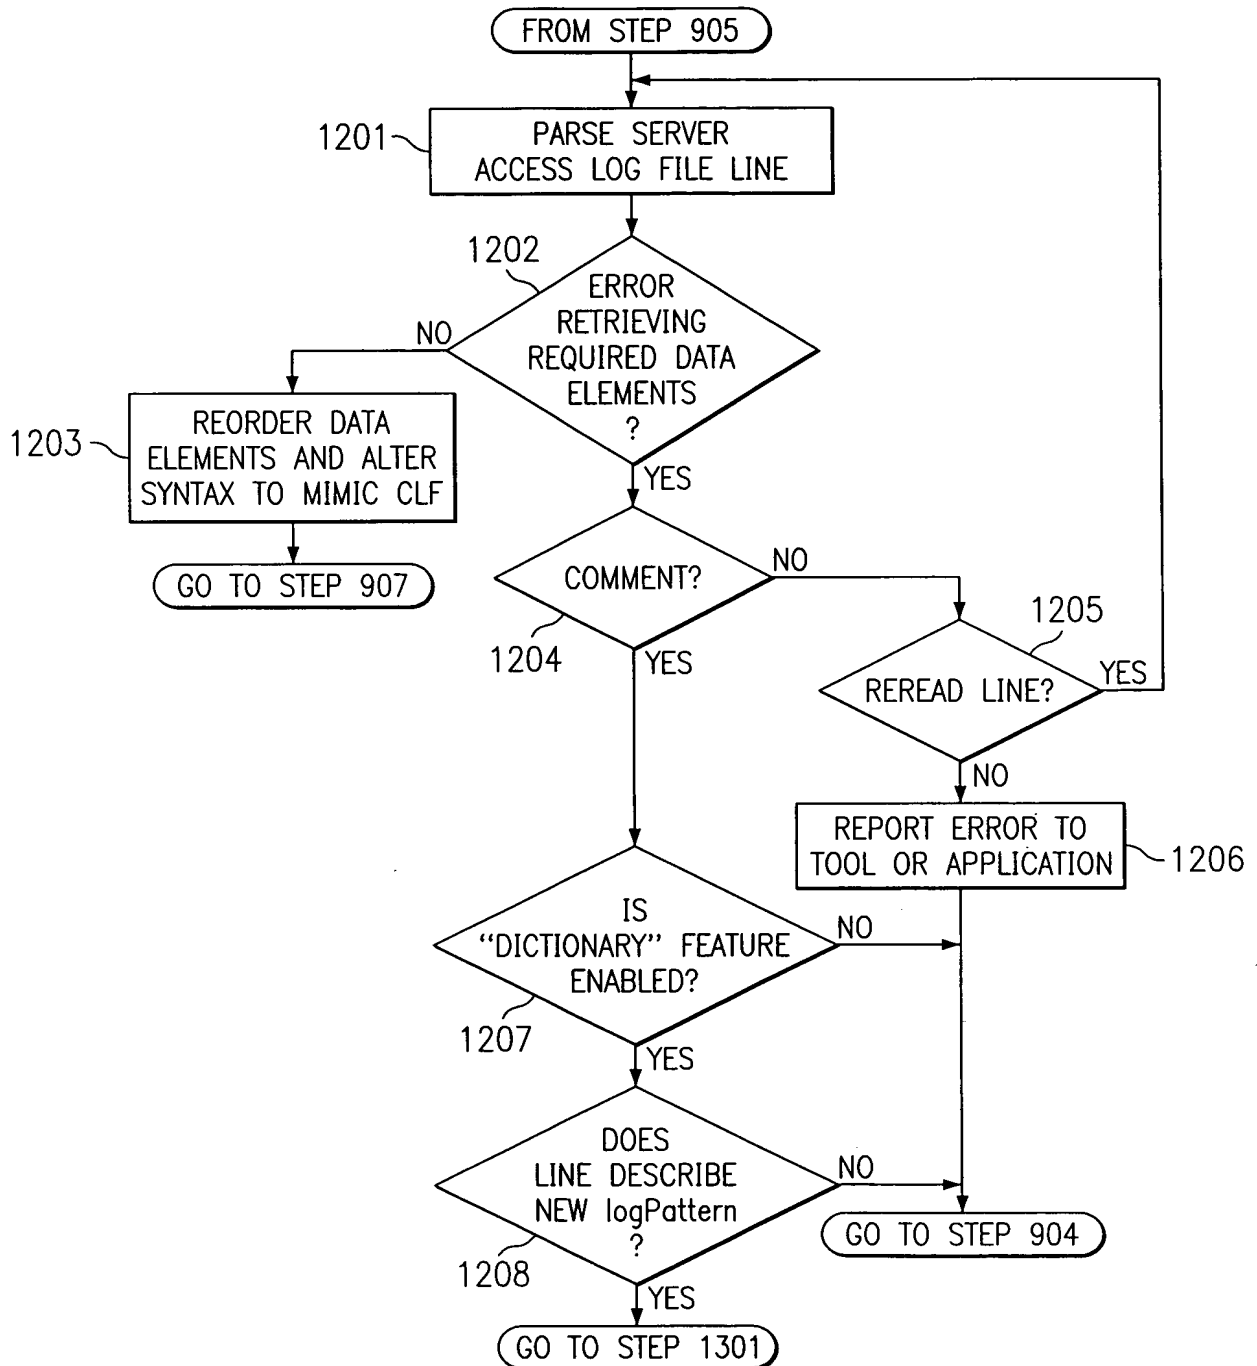 FROM STEP 905
1201
PARSE SERVER
ACCESS LOG FILE LINE
1202
ERROR
RETRIEVING
REQUIRED DATA
ELEMENTS
?
NO
YES
1203
REORDER DATA
ELEMENTS AND ALTER
SYNTAX TO MIMIC CLF
GO TO STEP 907
COMMENT?
NO
1204
YES
1205
REREAD LINE?
YES
NO
REPORT ERROR TO
TOOL OR APPLICATION
1206
IS
“DICTIONARY” FEATURE
ENABLED?
NO
1207
YES
DOES
LINE DESCRIBE
NEW logPattern
?
NO
1208
YES
GO TO STEP 904
GO TO STEP 1301